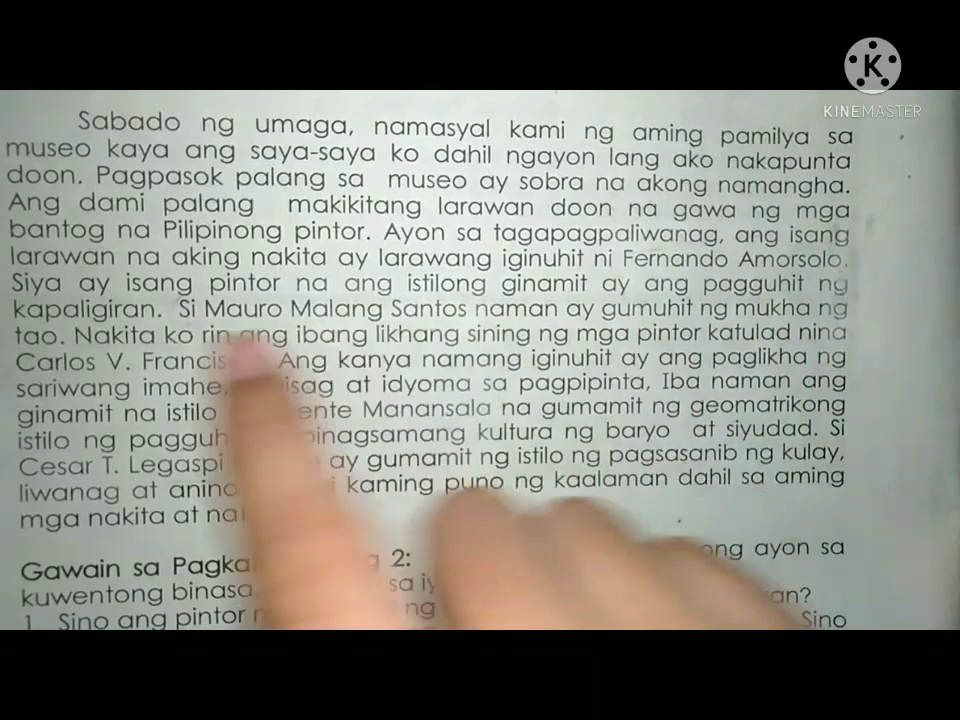 KINEMASTER
Sabado ng umaga, namasyal kami ng aming pamilya sa
museo kaya ang saya-saya ko dahil ngayon lang ako nakapunta
doon. Pagpasok palang sa museo ay sobra na akong namangha.
Ang dami palang makikitang larawan doon na gawa ng mga
bantog na Pilipinong pintor. Ayon sa tagapagpaliwanag, ang isang
larawan na aking nakita ay larawang iginuhit ni Fernando Amorsolo.
Siya ay isang pintor na ang istilong ginamit ay ang pagguhit ng
kapaligiran. Si Mauro Malang Santos naman ay gumuhit ng mukha ng
tao. Nakita ko rin ang ibang likhang sining ng mga pintor katulad nina
Carlos V. Ang kanya namang iginuhit ay ang paglikha ng
sariwang imahe, at idyoma sa pagpipinta, Iba naman ang
ginamit na istilo Manansala na gumamit ng geomatrikong
istilo ng kultura ng baryo at siyudad. Si
Cesar T. Legaspi ay gumamit ng istilo ng pagsasanib ng kulay,
liwanag at anino kaming puno ng kaalaman dahil sa aming
mga nakita at
Gawain sa 2: ayon sa
kuwentong binasa. sa
1. Sino ang pintor ng Sino